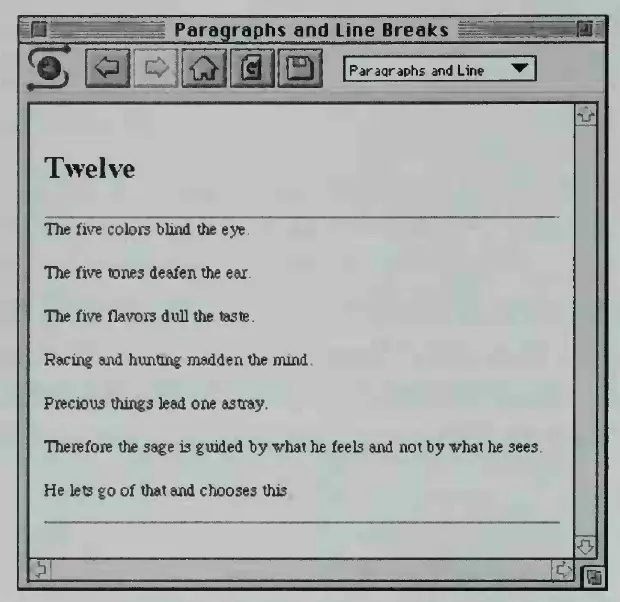 Paragraphs and Line Breaks
Paragraphs and Line
Twelve
The five colors blind the eye.
The five tones deafen the ear.
The five flavors dull the taste.
Racing and hunting madden the mind.
Precious things lead one astray.
Therefore the sage is guided by what he feels and not by what he sees.
He lets go of that and chooses this